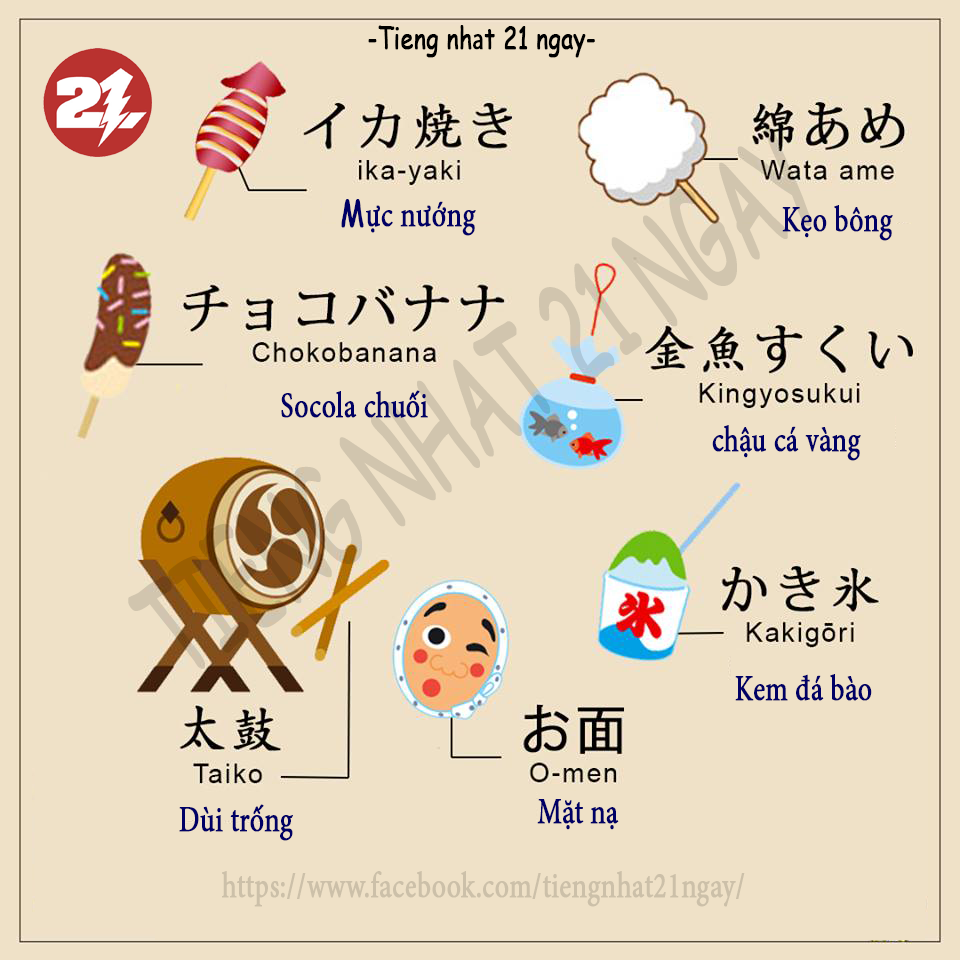 -Tieng nhat 21 ngay-
21
イカ焼き
ika-yaki
Mực nướng
綿あめ
Wata ame
Kẹo bông
チョコバナナ
Chokobanana
Socola chuối
金魚すくい
Kingyosukui
chậu cá vàng
氷
かき氷
Kakigōri
Kem đá bào
太鼓
Taiko
Dùi trống
お面
O-men
Mặt nạ
TIENG NHAT 21 NGAY
https://www.facebook.com/tiengnhat21ngay/